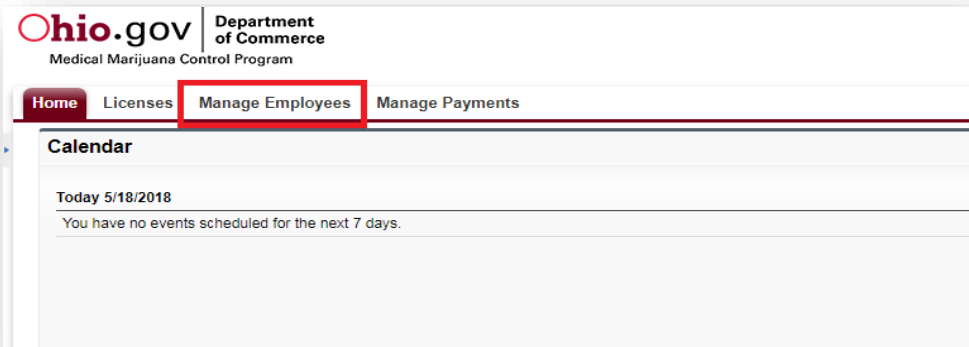 Ohio.gov Department
of Commerce
Medical Marijuana Control Program
Home Licenses Manage Employees Manage Payments
Calendar
Today 5/18/2018
You have no events scheduled for the next 7 days.